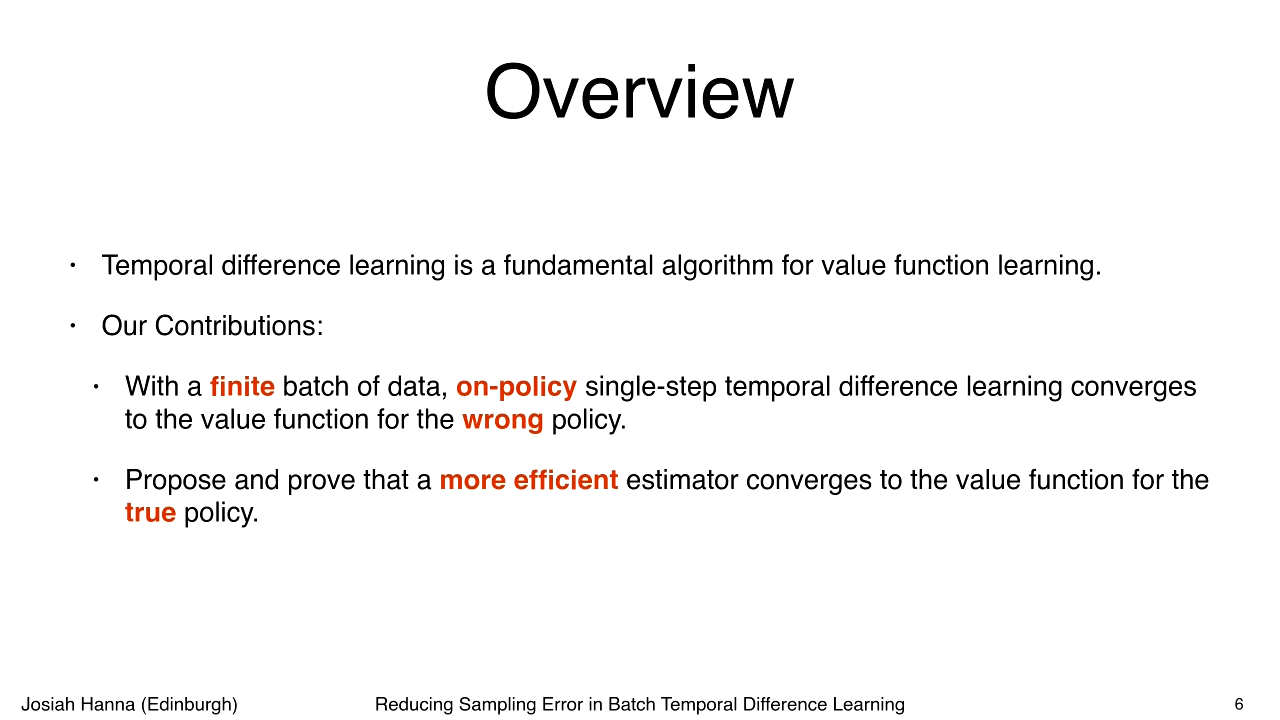 Overview
• Temporal difference learning is a fundamental algorithm for value function learning.
• Our Contributions:
• With a finite batch of data, on-policy single-step temporal difference learning converges
to the value function for the wrong policy.
• Propose and prove that a more efficient estimator converges to the value function for the
true policy.
Josiah Hanna (Edinburgh)
Reducing Sampling Error in Batch Temporal Difference Learning
6